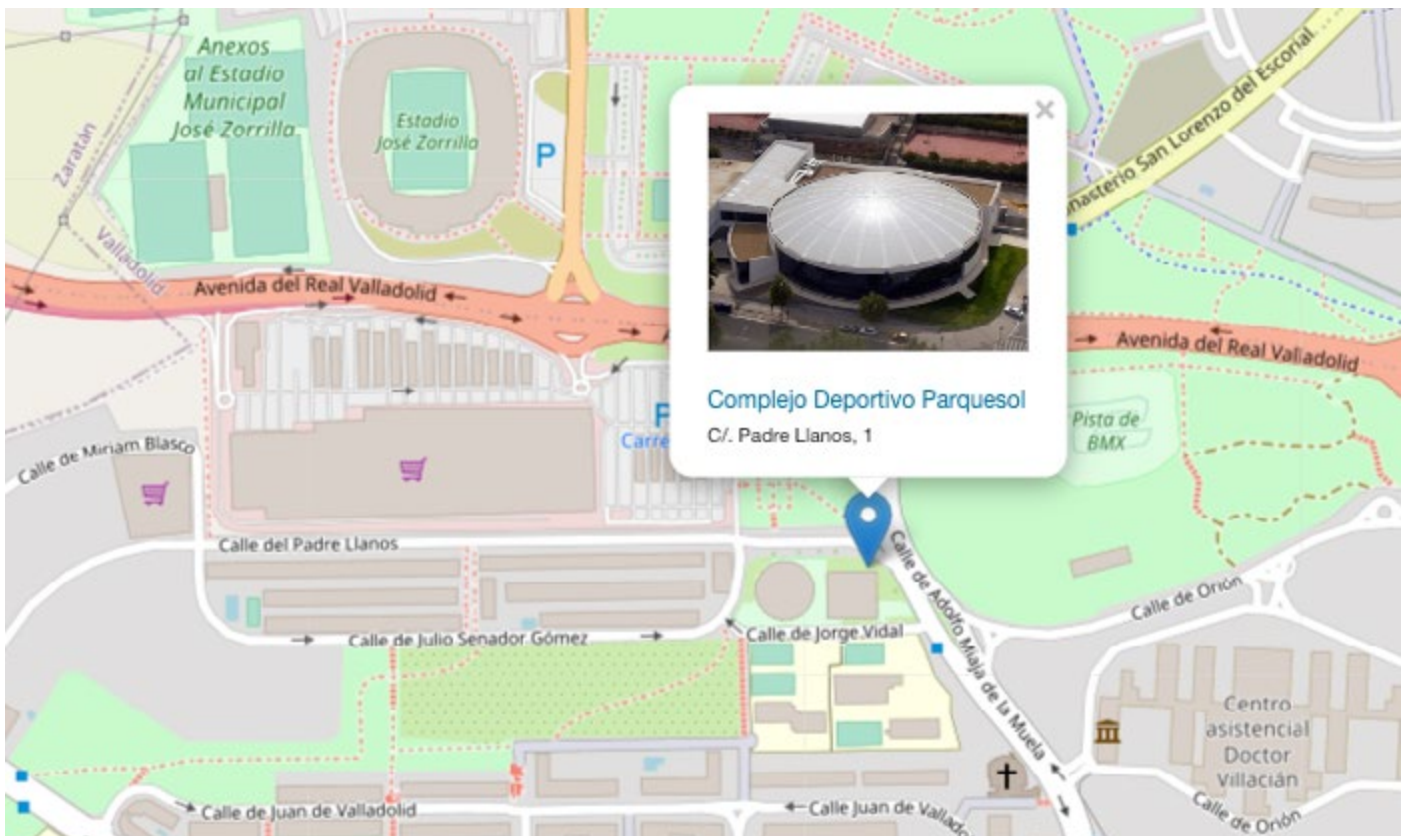 Anexos
al Estadio
Municipal
José Zorrilla
Estadio
José Zorrilla
P
Zaratán
Valladolid
Monasterio San Lorenzo del Escorial
×
Avenida del Real Valladolid
Avenida del Real Valladolid
Complejo Deportivo Parquesol
C/. Padre Llanos, 1
P
Carre
Pista de
BMX
Calle de Miriam Blasco
Calle del Padre Llanos
Calle de Adolfo Miaja de la Muela
Calle de Orión
Calle de Julio Senador Gómez
Calle de Jorge Vidal
Centro
asistencial
Doctor
Villacián
Calle de Juan de Valladolid
Calle Juan de Vallado
Calle de Orión